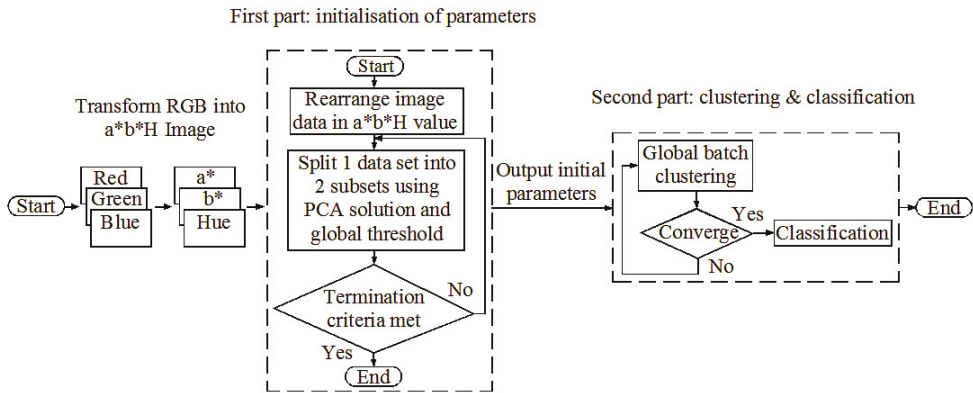 First part: initialisation of parameters
Transform RGB into
a*b*H Image
Start
Red
Green
Blue
a*
b*
Hue
Start
Rearrange image
data in a*b*H value
Split 1 data set into
2 subsets using
PCA solution and
global threshold
Termination
criteria met
No
Yes
End
Output initial
parameters
Second part: clustering & classification
Global batch
clustering
Converge
Yes
No
Classification
End